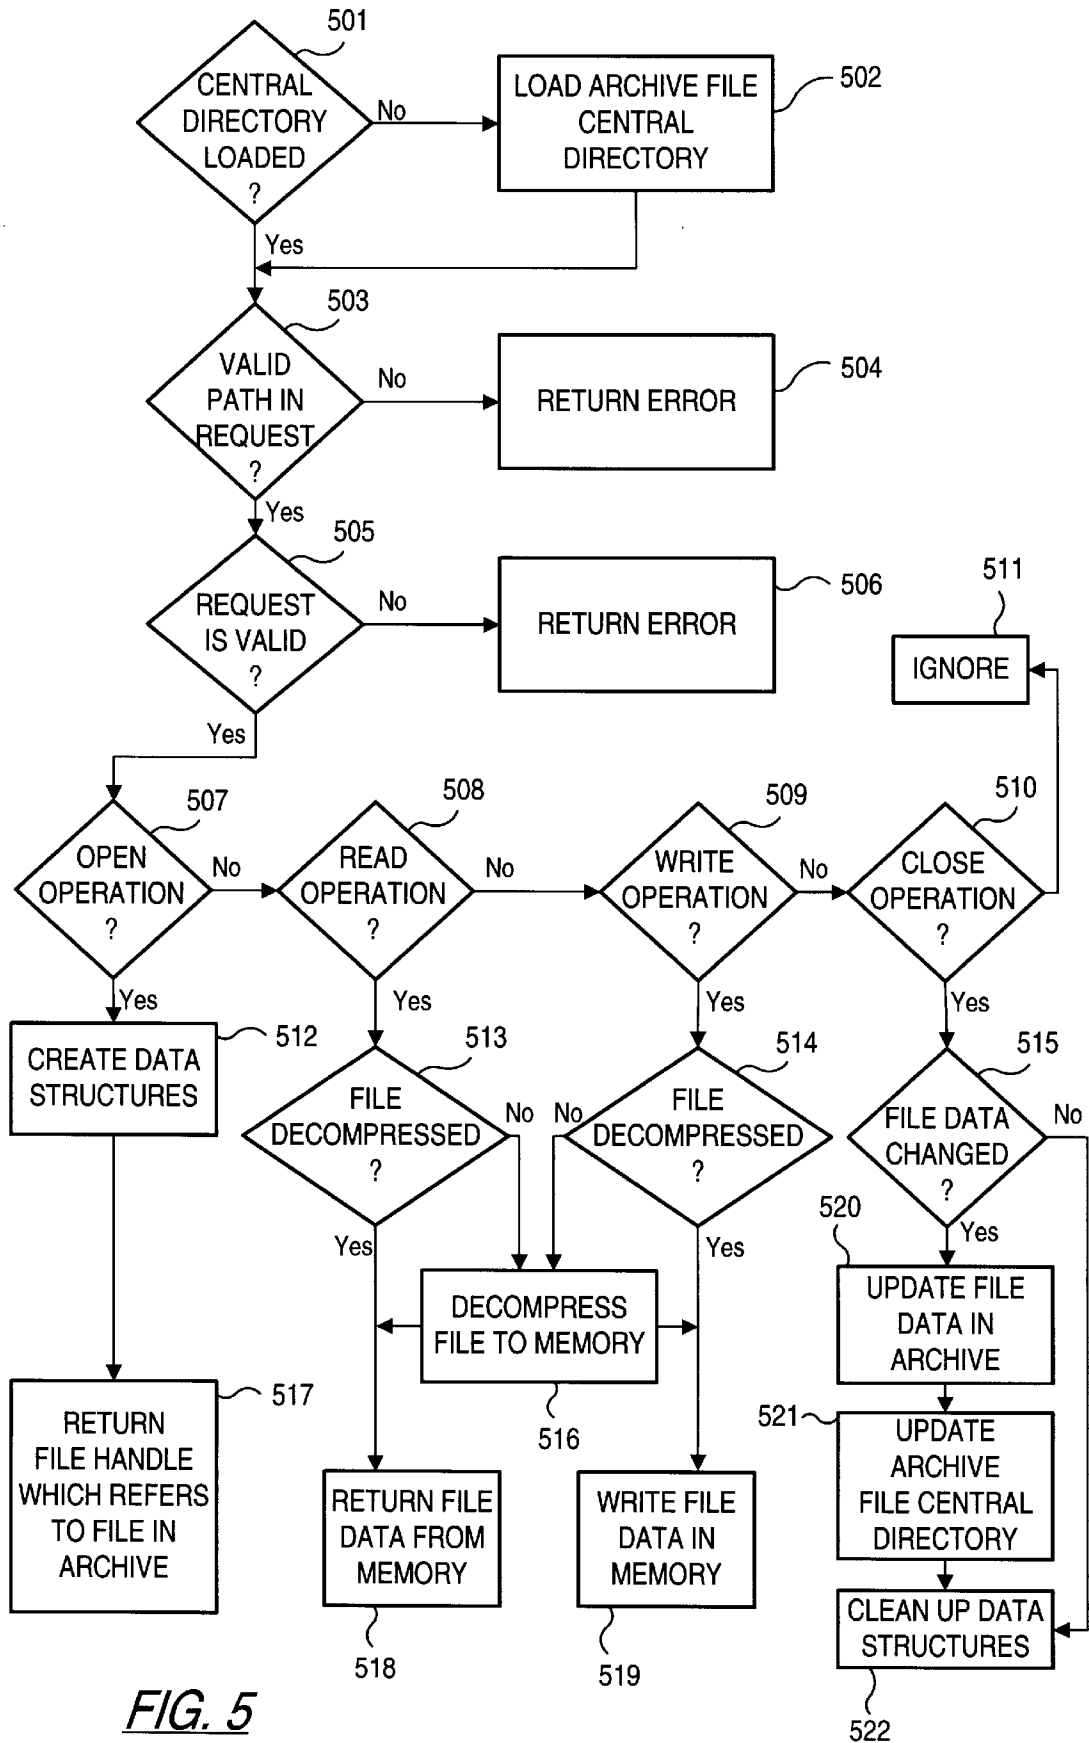 501
CENTRAL
DIRECTORY
LOADED
?
No
LOAD ARCHIVE FILE
CENTRAL
DIRECTORY
502
Yes
503
VALID
PATH IN
REQUEST
?
No
RETURN ERROR
504
Yes
505
REQUEST
IS VALID
?
No
RETURN ERROR
506
511
IGNORE
Yes
507
OPEN
OPERATION
?
No
508
READ
OPERATION
?
No
509
WRITE
OPERATION
?
No
510
CLOSE
OPERATION
?
Yes
Yes
Yes
Yes
512
CREATE DATA
STRUCTURES
513
FILE
DECOMPRESSED
?
No
514
FILE
DECOMPRESSED
?
No
515
FILE DATA
CHANGED
?
No
Yes
Yes
Yes
520
UPDATE FILE
DATA IN
ARCHIVE
DECOMPRESS
FILE TO MEMORY
516
517
RETURN
FILE HANDLE
WHICH REFERS
TO FILE IN
ARCHIVE
521
UPDATE
ARCHIVE
FILE CENTRAL
DIRECTORY
RETURN FILE
DATA FROM
MEMORY
518
WRITE FILE
DATA IN
MEMORY
519
CLEAN UP DATA
STRUCTURES
522
FIG. 5